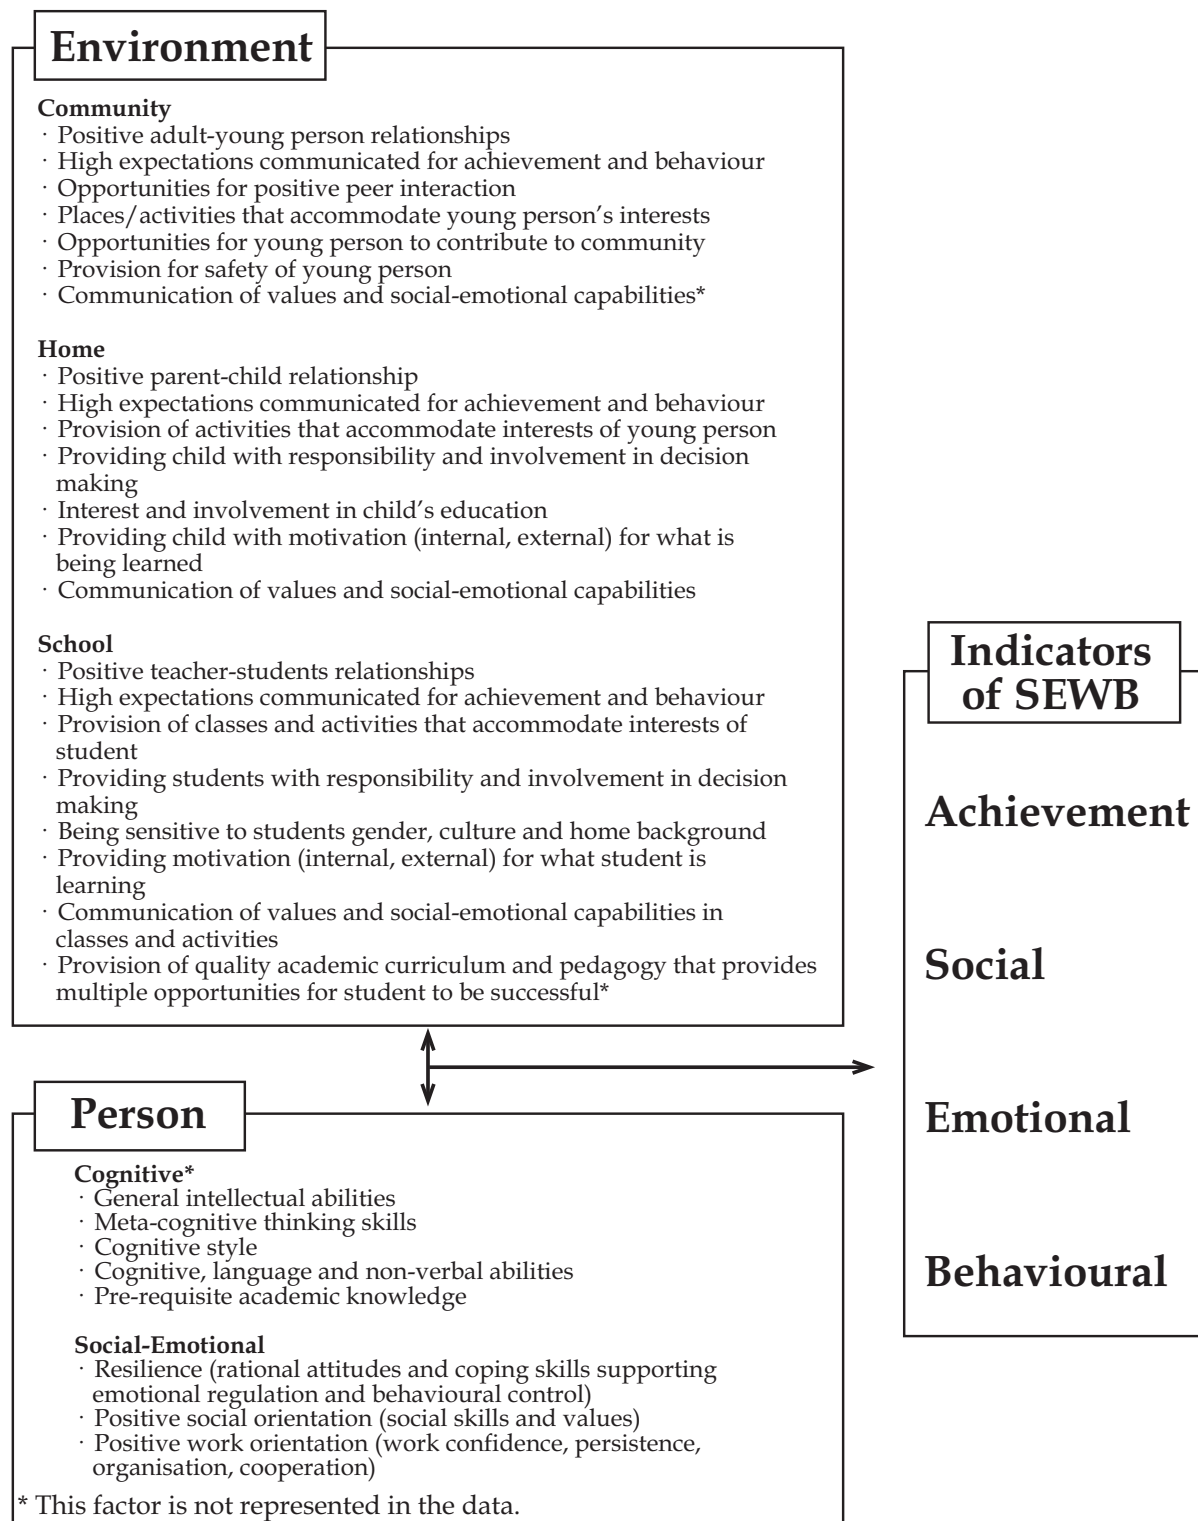 Environment
Community
· Positive adult-young person relationships
· High expectations communicated for achievement and behaviour
· Opportunities for positive peer interaction
· Places/activities that accommodate young person's interests
· Opportunities for young person to contribute to community
· Provision for safety of young person
· Communication of values and social-emotional capabilities*
Home
· Positive parent-child relationship
· High expectations communicated for achievement and behaviour
· Provision of activities that accommodate interests of young person
· Providing child with responsibility and involvement in decision
making
· Interest and involvement in child's education
· Providing child with motivation (internal, external) for what is
being learned
· Communication of values and social-emotional capabilities
School
· Positive teacher-students relationships
· High expectations communicated for achievement and behaviour
· Provision of classes and activities that accommodate interests of
student
· Providing students with responsibility and involvement in decision
making
· Being sensitive to students gender, culture and home background
· Providing motivation (internal, external) for what student is
learning
· Communication of values and social-emotional capabilities in
classes and activities
· Provision of quality academic curriculum and pedagogy that provides
multiple opportunities for student to be successful*
Person
Cognitive*
· General intellectual abilities
· Meta-cognitive thinking skills
· Cognitive style
· Cognitive, language and non-verbal abilities
· Pre-requisite academic knowledge
Social-Emotional
· Resilience (rational attitudes and coping skills supporting
emotional regulation and behavioural control)
· Positive social orientation (social skills and values)
· Positive work orientation (work confidence, persistence,
organisation, cooperation)
* This factor is not represented in the data.
Indicators
of SEWB
Achievement
Social
Emotional
Behavioural